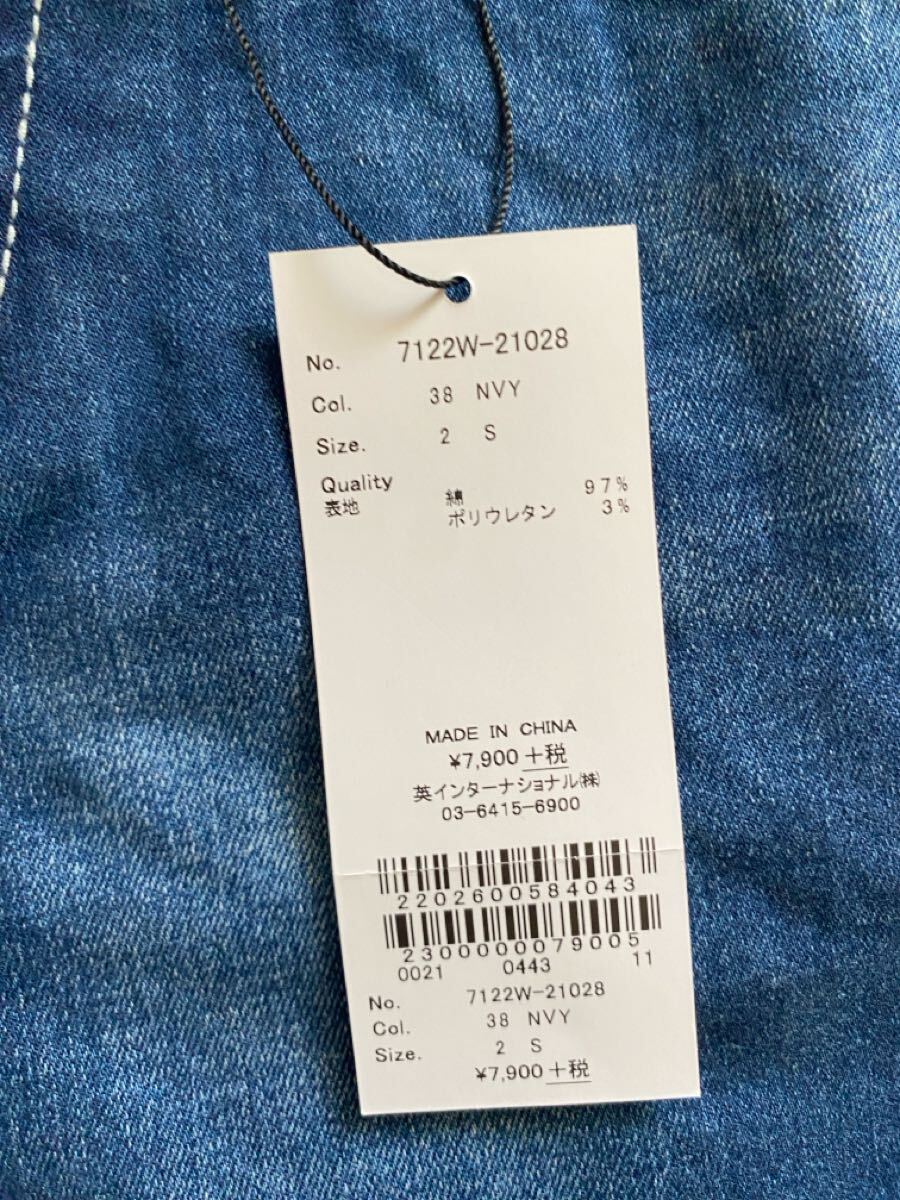 No. 7122W-21028
Col. 38 NVY
Size. 2 S
Quality
表地 綿 97%
ポリウレタン 3%
MADE IN CHINA
¥7,900+税
英インターナショナル㈱
03-6415-6900
2202600584043
2300000079005
0021 0443 11
No. 7122W-21028
Col. 38 NVY
Size. 2 S
¥7,900+税